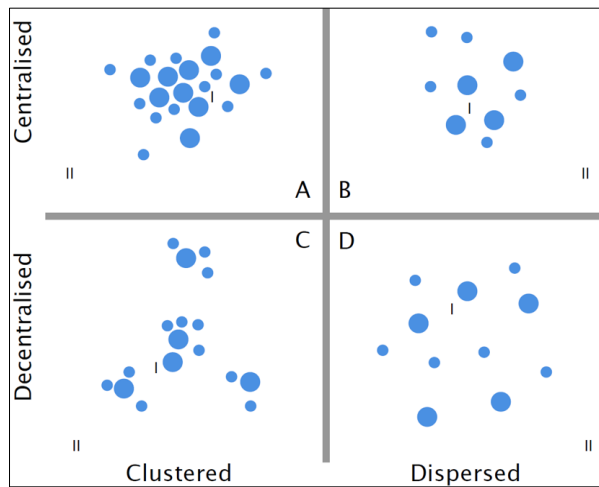 Centralised
I
II
A
I
II
B
Decentralised
C
I
II
D
I
II
Clustered
Dispersed